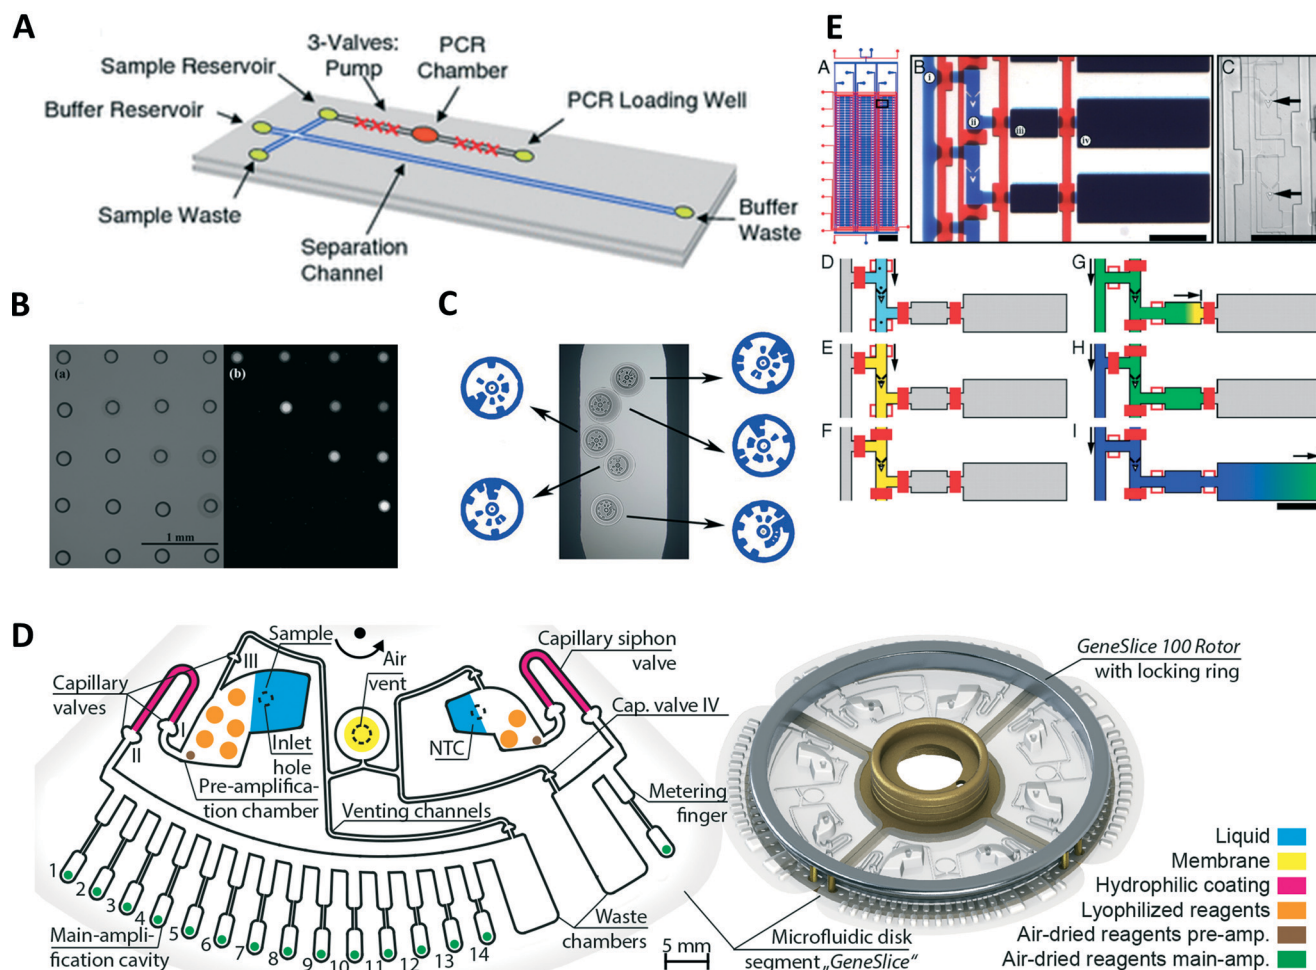 A
3-Valves:
Pump
PCR
Chamber
Sample Reservoir
Buffer Reservoir
PCR Loading Well
Sample Waste
Separation
Channel
Buffer
Waste
B
(a)
(b)
1 mm
C
E
A
B
i
ii
iii
iv
C
D
E
F
G
H
I
D
Sample
Air
vent
III
Capillary
valves
I
II
Inlet
hole
Pre-amplifica-
tion chamber
NTC
Venting channels
Capillary siphon
valve
Cap. valve IV
Metering
finger
1
2
3
4
5
6
7
8
9
10
11
12
13
14
Main-ampli-
fication cavity
Waste
chambers
5 mm
GeneSlice 100 Rotor
with locking ring
Microfluidic disk
segment „GeneSlice“
Liquid
Membrane
Hydrophilic coating
Lyophilized reagents
Air-dried reagents pre-amp.
Air-dried reagents main-amp.